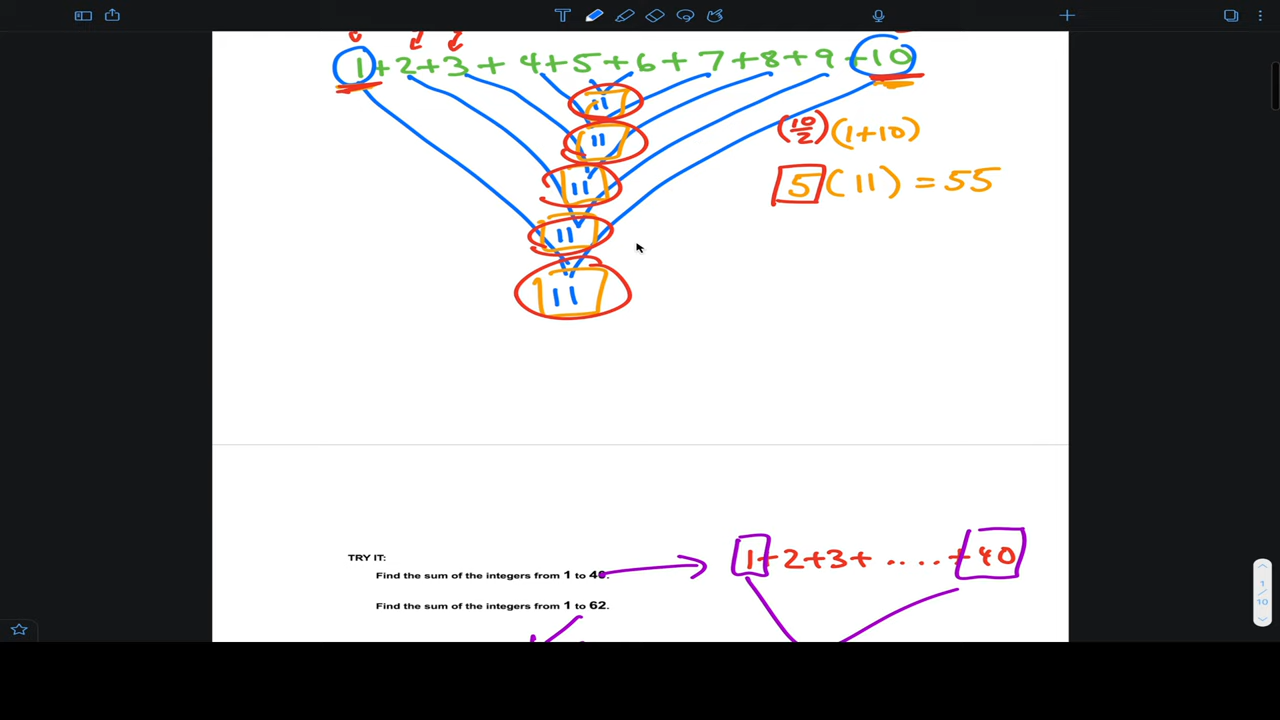 1+2+3+ 4+5+6+7+8+9+10
11
(10/2)(1+10)
11
5(11)=55
11
11
11
TRY IT:
1+2+3+ ..... +40
Find the sum of the integers from 1 to 40.
Find the sum of the integers from 1 to 62.
1
/
10